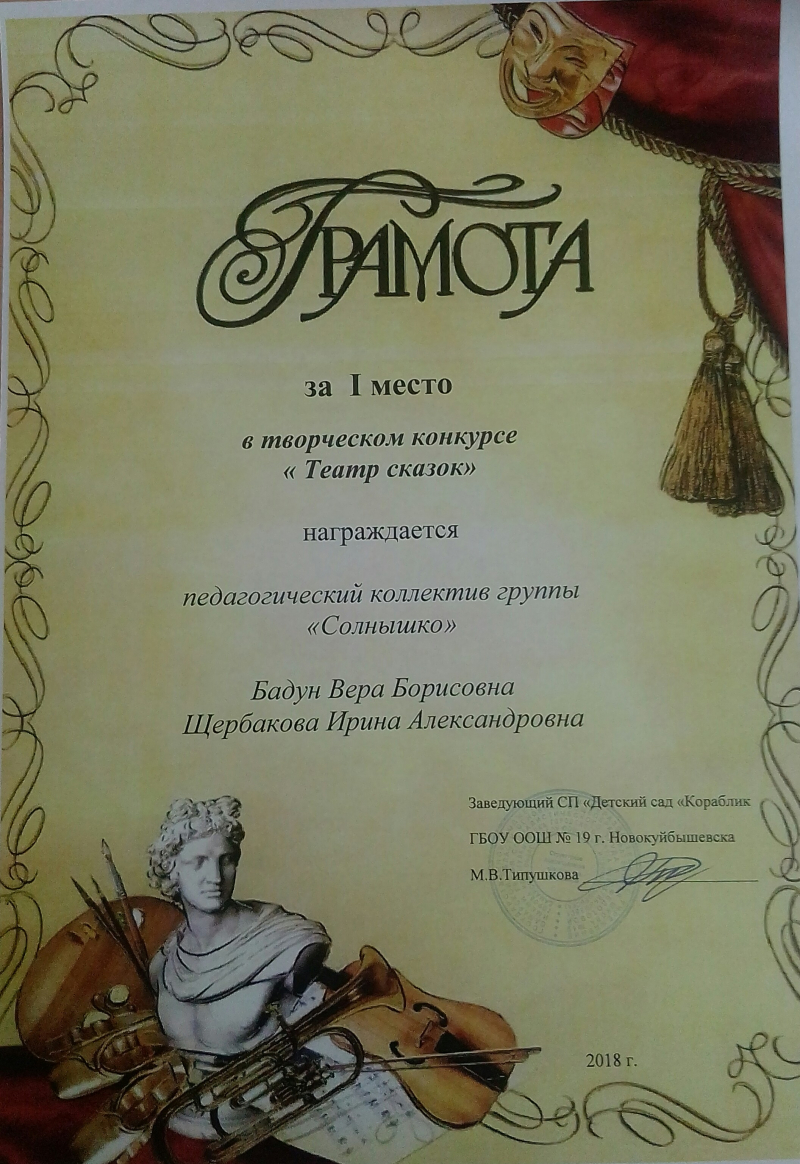 ГРАМОТА
за I место
в творческом конкурсе
« Театр сказок»
награждается
педагогический коллектив группы
«Солнышко»
Бадун Вера Борисовна
Щербакова Ирина Александровна
Заведующий СП «Детский сад «Кораблик
ГБОУ ООШ № 19 г. Новокуйбышевска
М.В.Типушкова
2018 г.